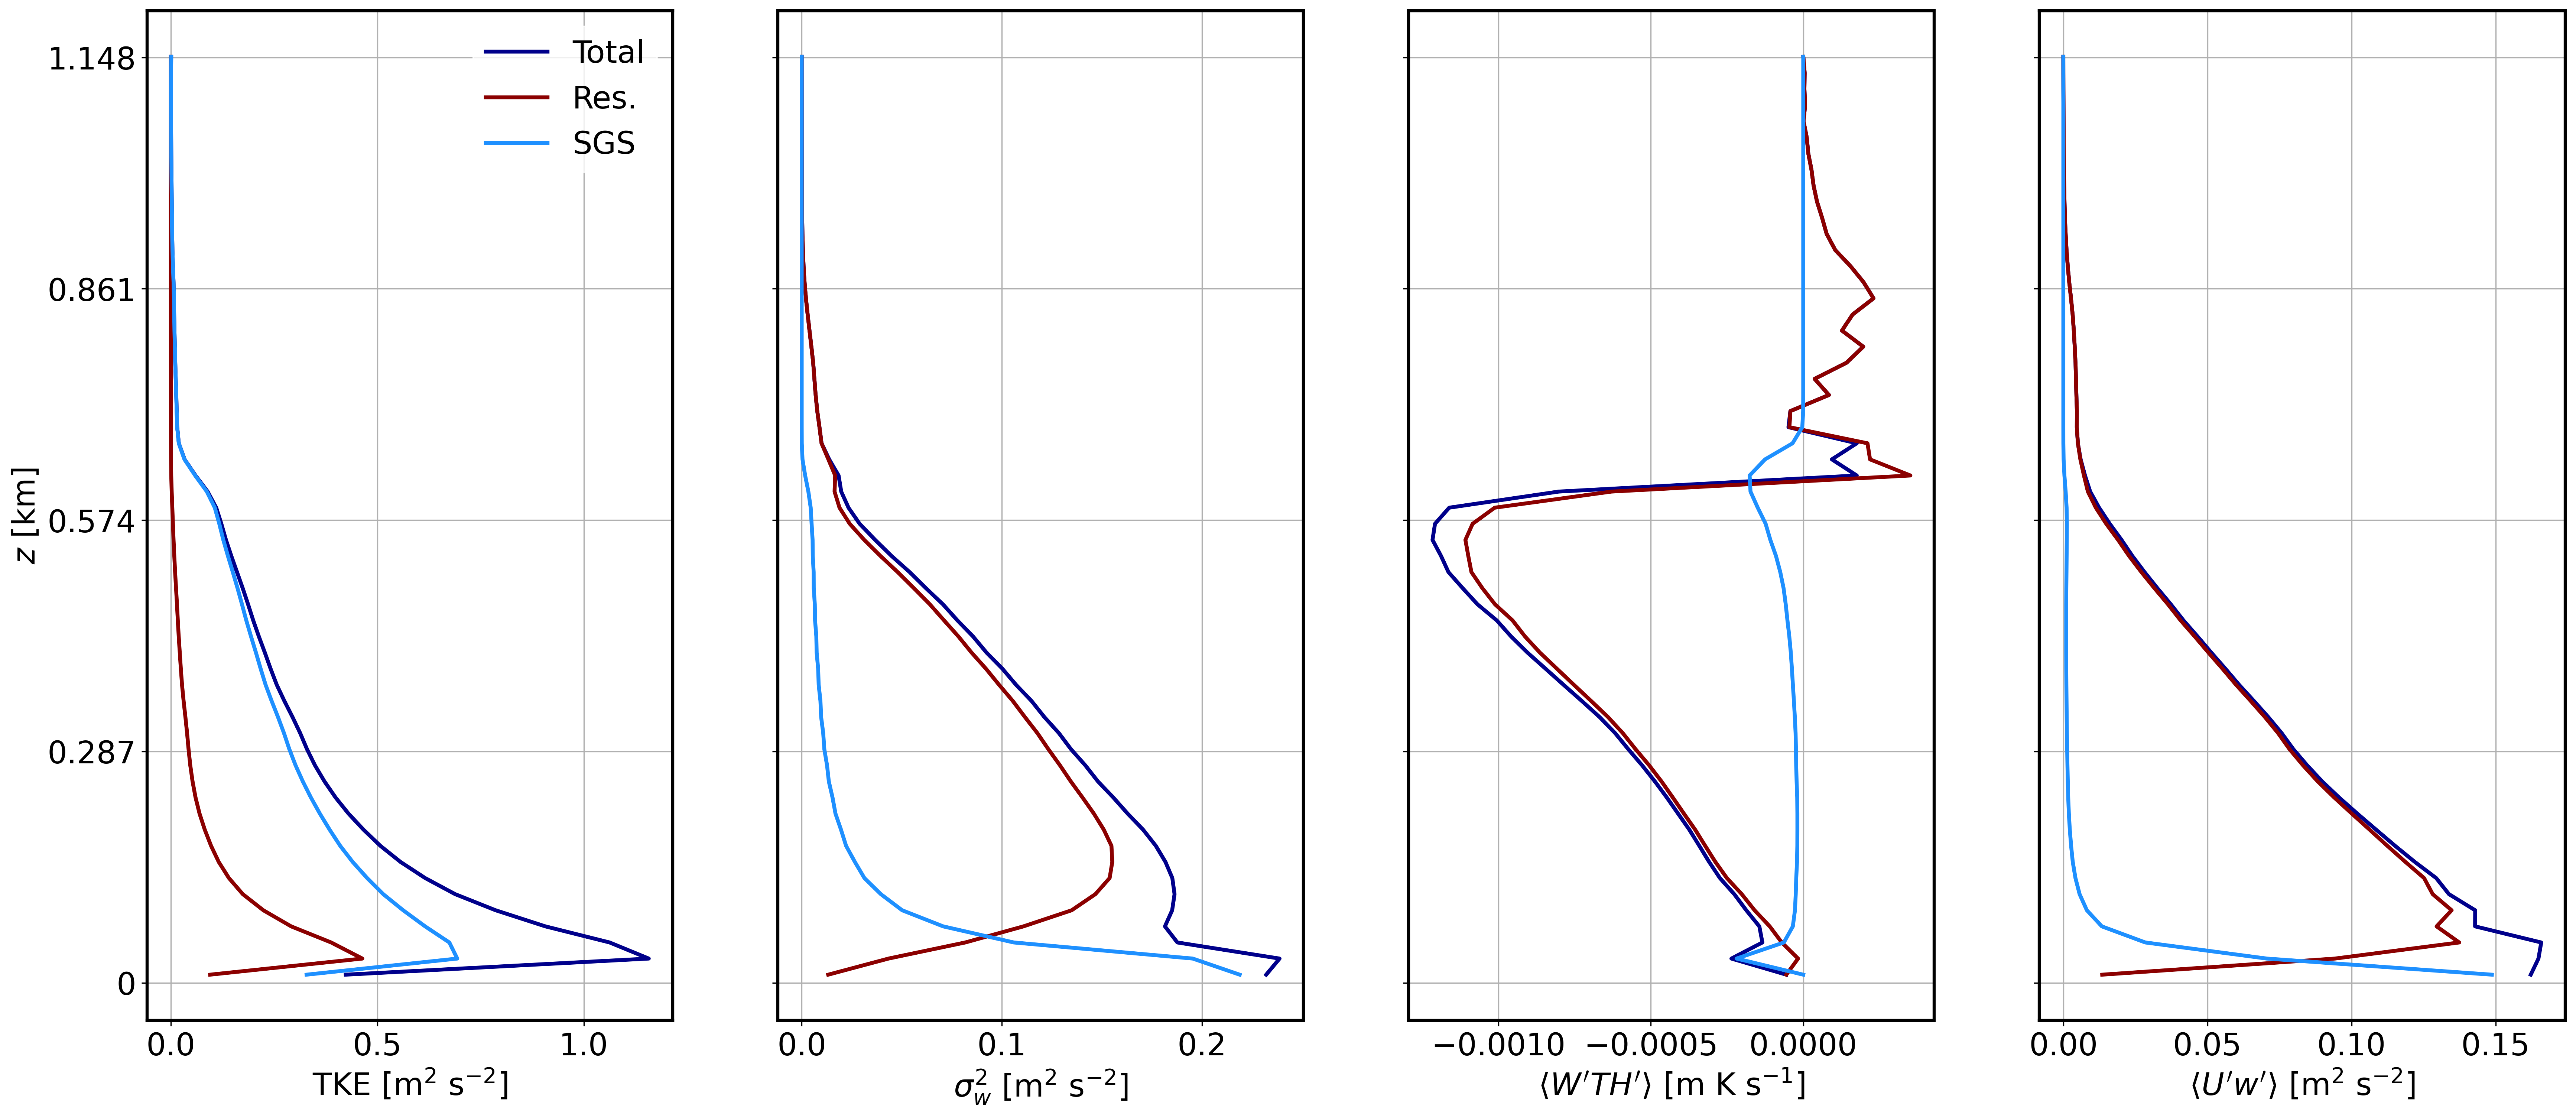 Total
Res.
SGS
1.148
0.861
0.574
0.287
0
z [km]
0.0 0.5 1.0
TKE [m² s⁻²]
0.0 0.1 0.2
σ²w [m² s⁻²]
−0.0010 −0.0005 0.0000
⟨W′TH′⟩ [m K s⁻¹]
0.00 0.05 0.10 0.15
⟨U′w′⟩ [m² s⁻²]